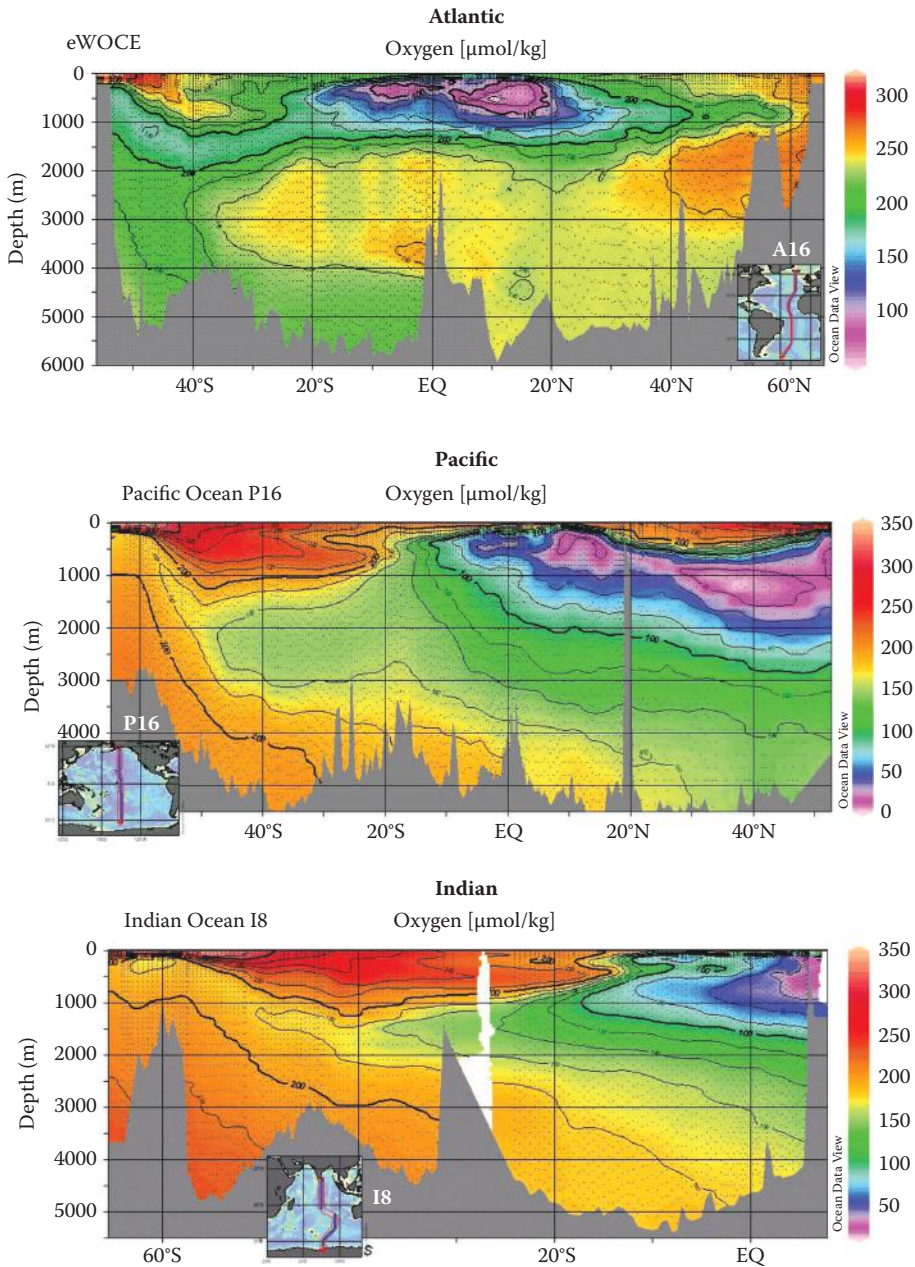 Atlantic
eWOCE
Oxygen [µmol/kg]
0
1000
2000
3000
4000
5000
6000
Depth (m)
40°S
20°S
EQ
20°N
40°N
60°N
A16
Ocean Data View
300
250
200
150
100
Pacific
Pacific Ocean P16
Oxygen [µmol/kg]
0
1000
2000
3000
4000
Depth (m)
P16
40°S
20°S
EQ
20°N
40°N
Ocean Data View
350
300
250
200
150
100
50
0
Indian
Indian Ocean I8
Oxygen [µmol/kg]
0
1000
2000
3000
4000
5000
Depth (m)
60°S
I8
S
20°S
EQ
Ocean Data View
350
300
250
200
150
100
50